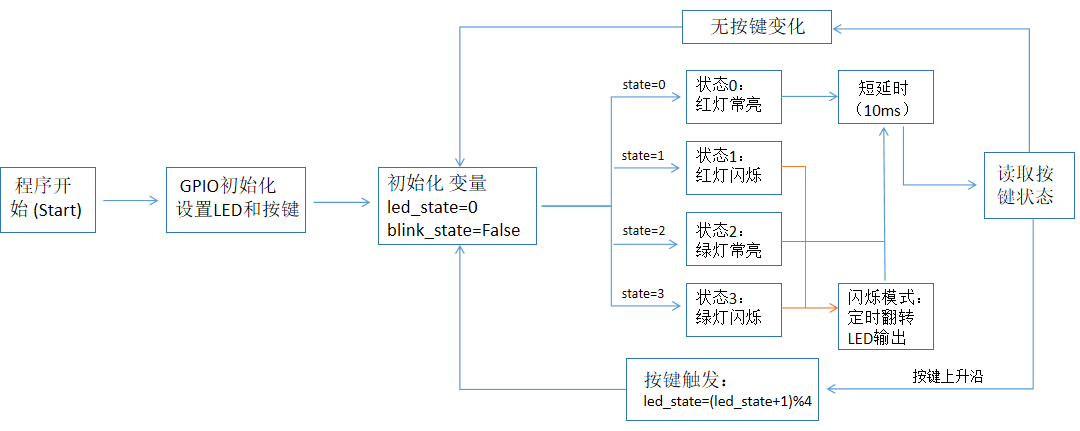 无按键变化
程序开
始 (Start)
GPIO初始化
设置LED和按键
初始化 变量
led_state=0
blink_state=False
state=0
状态0：
红灯常亮
state=1
状态1：
红灯闪烁
state=2
状态2：
绿灯常亮
state=3
状态3：
绿灯闪烁
短延时
（10ms）
闪烁模式：
定时翻转
LED输出
读取按
键状态
按键上升沿
按键触发：
led_state=(led_state+1)%4